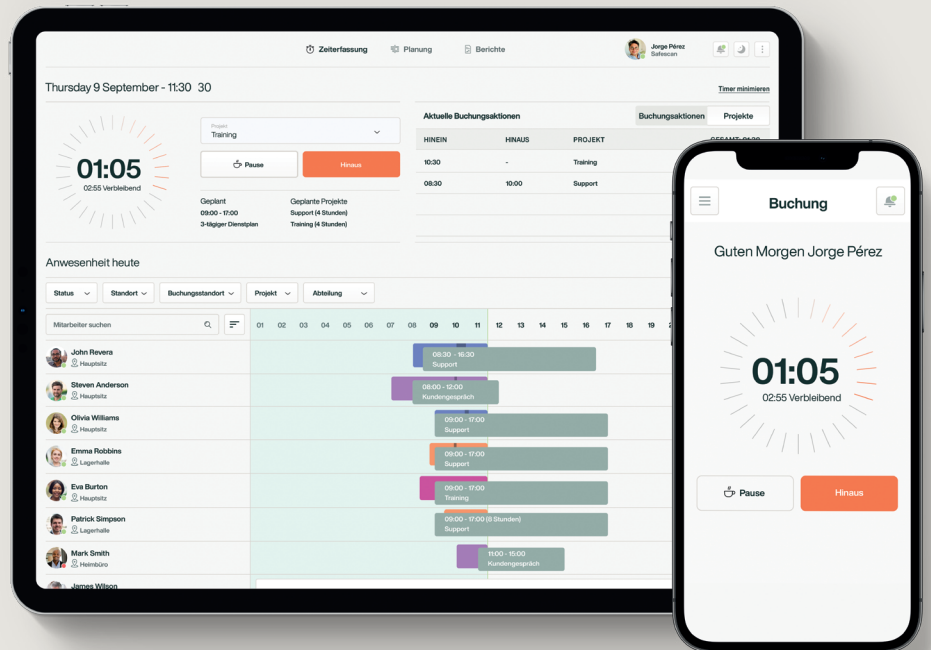 Zeiterfassung
Planung
Berichte
Jorge Pérez
Safescan
Thursday 9 September - 11:30 30
Timer minimieren
01:05
02:55 Verbleibend
Projekt
Training
Pause
Hinaus
Geplant
09:00 - 17:00
3-tägiger Dienstplan
Geplante Projekte
Support (4 Stunden)
Training (4 Stunden)
Aktuelle Buchungsaktionen
Buchungsaktionen
Projekte
HINEIN HINAUS PROJEKT
10:30 - Training
08:30 10:00 Support
Anwesenheit heute
Status
Standort
Buchungsstandort
Projekt
Abteilung
Mitarbeiter suchen
01 02 03 04 05 06 07 08 09 10 11 12 13 14 15 16 17 18 19
John Revera
Hauptsitz
08:30 - 16:30
Support
Steven Anderson
Hauptsitz
08:00 - 12:00
Kundengespräch
Olivia Williams
Hauptsitz
09:00 - 17:00
Support
Emma Robbins
Lagerhalle
09:00 - 17:00
Support
Eva Burton
Hauptsitz
09:00 - 17:00
Training
Patrick Simpson
Lagerhalle
09:00 - 17:00 (8 Stunden)
Support
Mark Smith
Heimbüro
11:00 - 15:00
Kundengespräch
James Wilson
Buchung
Guten Morgen Jorge Pérez
01:05
02:55 Verbleibend
Pause
Hinaus